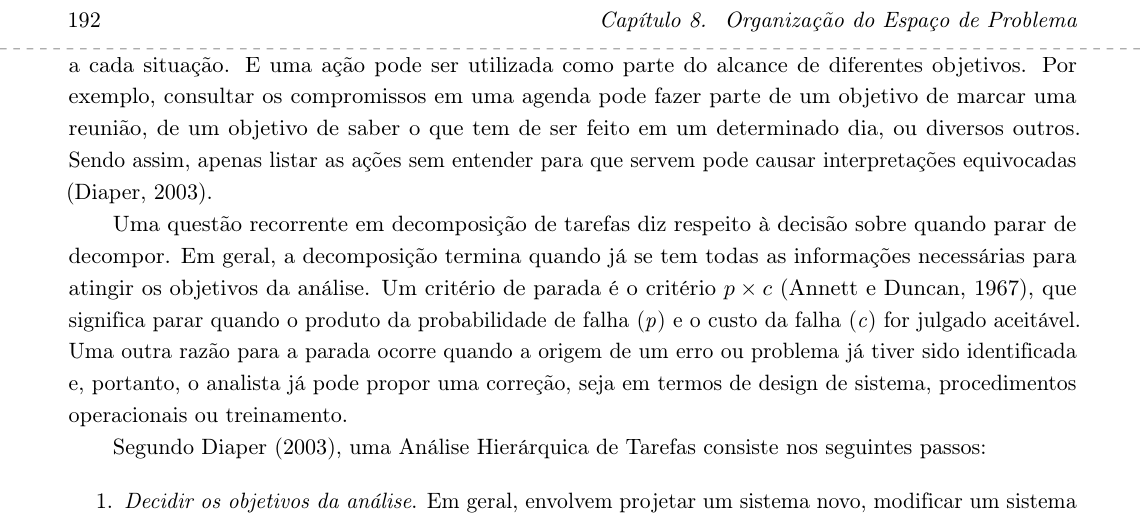 192
Capítulo 8. Organização do Espaço de Problema
a cada situação. E uma ação pode ser utilizada como parte do alcance de diferentes objetivos. Por
exemplo, consultar os compromissos em uma agenda pode fazer parte de um objetivo de marcar uma
reunião, de um objetivo de saber o que tem de ser feito em um determinado dia, ou diversos outros.
Sendo assim, apenas listar as ações sem entender para que servem pode causar interpretações equivocadas
(Diaper, 2003).
Uma questão recorrente em decomposição de tarefas diz respeito à decisão sobre quando parar de
decompor. Em geral, a decomposição termina quando já se tem todas as informações necessárias para
atingir os objetivos da análise. Um critério de parada é o critério p × c (Annett e Duncan, 1967), que
significa parar quando o produto da probabilidade de falha (p) e o custo da falha (c) for julgado aceitável.
Uma outra razão para a parada ocorre quando a origem de um erro ou problema já tiver sido identificada
e, portanto, o analista já pode propor uma correção, seja em termos de design de sistema, procedimentos
operacionais ou treinamento.
Segundo Diaper (2003), uma Análise Hierárquica de Tarefas consiste nos seguintes passos:
1. Decidir os objetivos da análise. Em geral, envolvem projetar um sistema novo, modificar um sistema